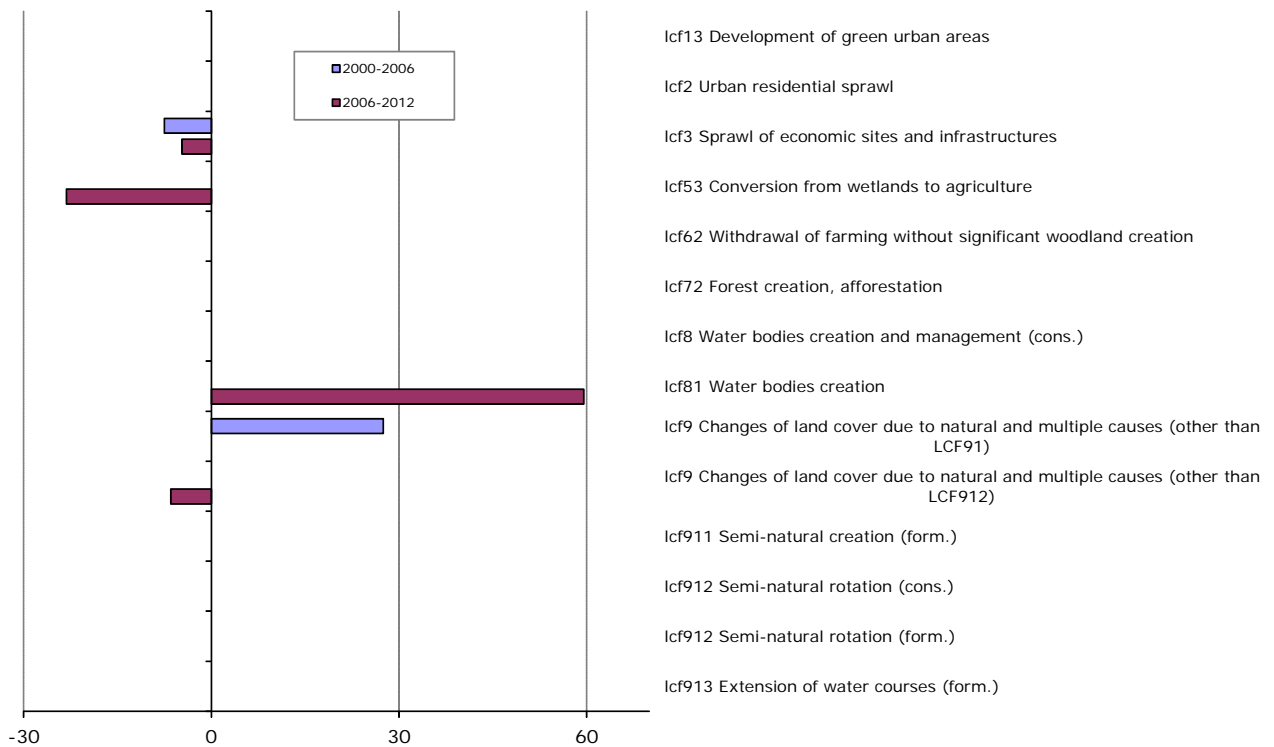 2000-2006
2006-2012
lcf13 Development of green urban areas
lcf2 Urban residential sprawl
lcf3 Sprawl of economic sites and infrastructures
lcf53 Conversion from wetlands to agriculture
lcf62 Withdrawal of farming without significant woodland creation
lcf72 Forest creation, afforestation
lcf8 Water bodies creation and management (cons.)
lcf81 Water bodies creation
lcf9 Changes of land cover due to natural and multiple causes (other than
LCF91)
lcf9 Changes of land cover due to natural and multiple causes (other than
LCF912)
lcf911 Semi-natural creation (form.)
lcf912 Semi-natural rotation (cons.)
lcf912 Semi-natural rotation (form.)
lcf913 Extension of water courses (form.)
-30 0 30 60